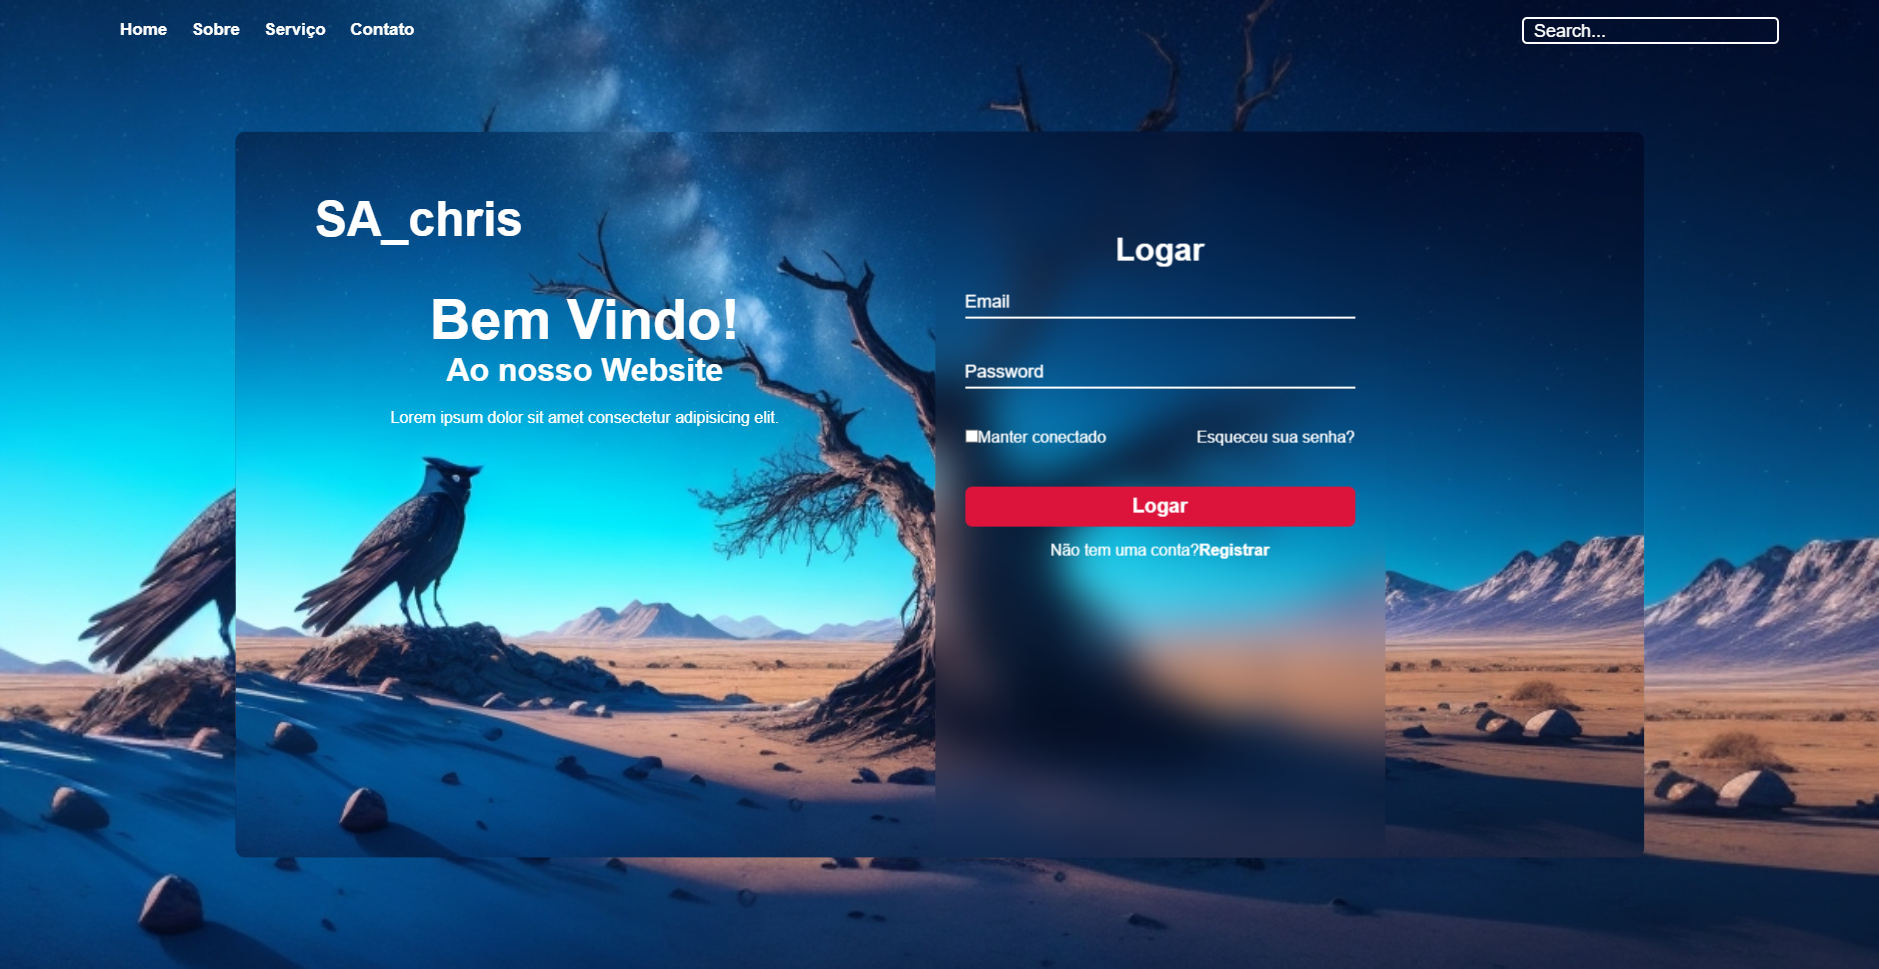 Home Sobre Serviço Contato
Search...
SA_chris
Bem Vindo!
Ao nosso Website
Lorem ipsum dolor sit amet consectetur adipisicing elit.
Logar
Email
Password
Manter conectado Esqueceu sua senha?
Logar
Não tem uma conta?Registrar